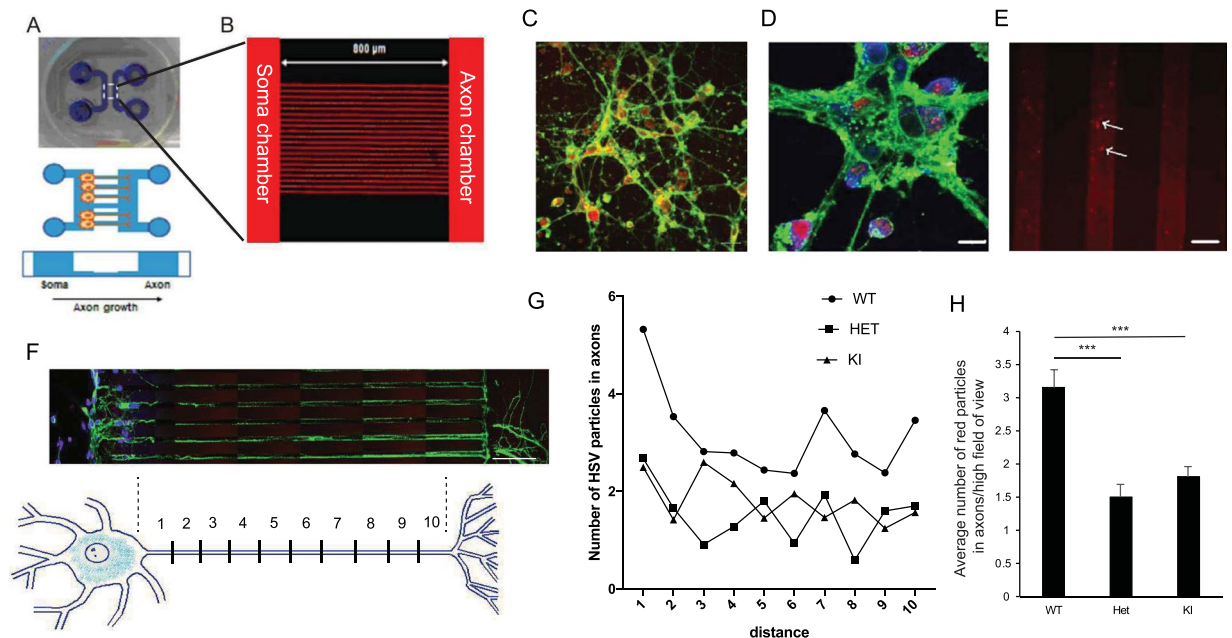 A
B
800 µm
Soma chamber
Axon chamber
C
D
E
Soma
Axon
Axon growth
F
1 2 3 4 5 6 7 8 9 10
G
Number of HSV particles in axons
6
4
2
0
WT
HET
KI
1 2 3 4 5 6 7 8 9 10
distance
H
Average number of red particles
in axons/high field of view
4
3.5
3
2.5
2
1.5
1
0.5
0
***
***
WT Het KI